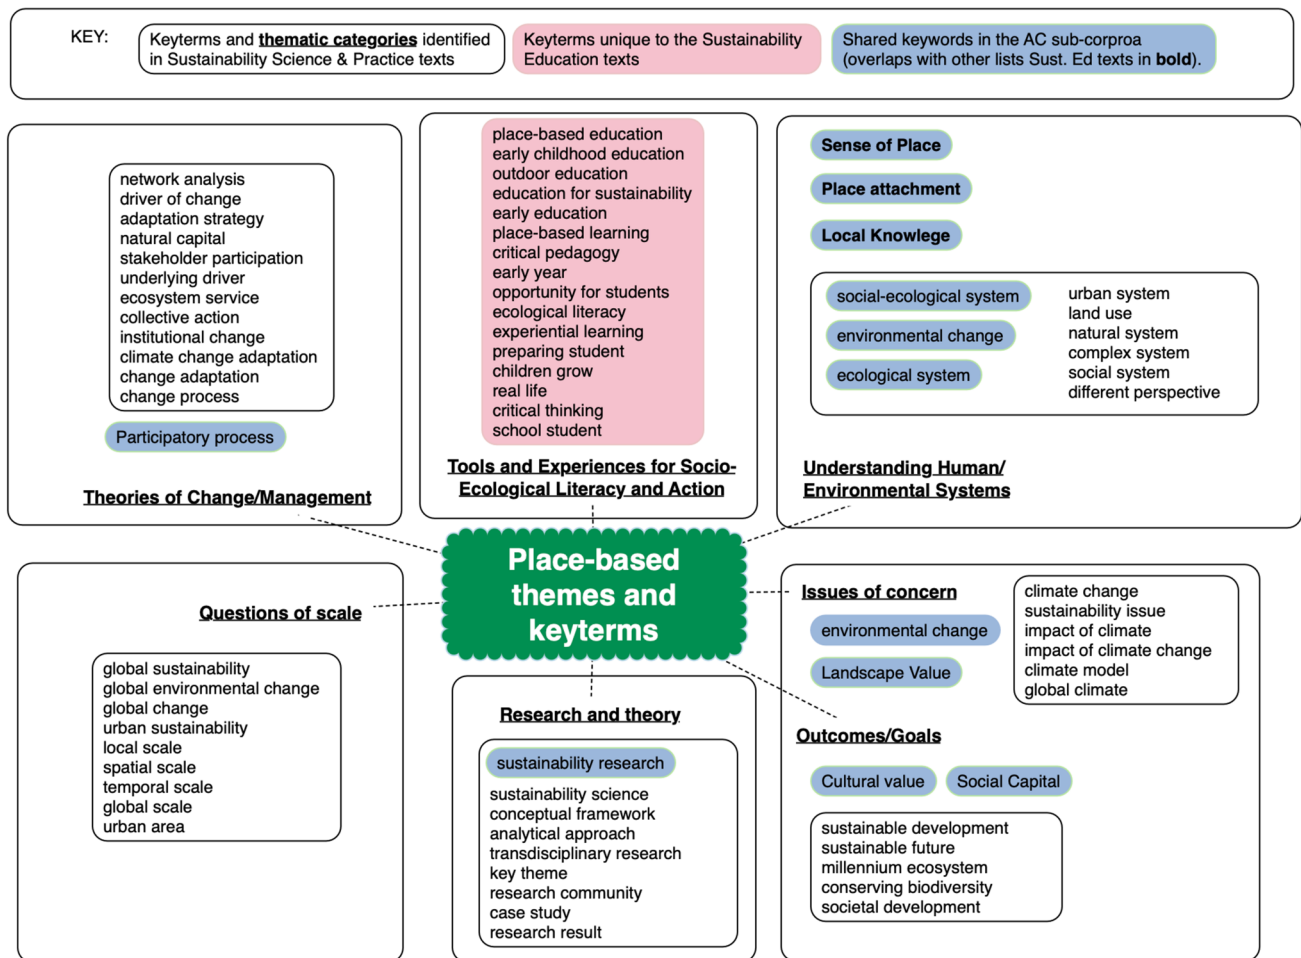 KEY:
Keyterms and thematic categories identified
in Sustainability Science & Practice texts
Keyterms unique to the Sustainability
Education texts
Shared keywords in the AC sub-corproa
(overlaps with other lists Sust. Ed texts in bold).
network analysis
driver of change
adaptation strategy
natural capital
stakeholder participation
underlying driver
ecosystem service
collective action
institutional change
climate change adaptation
change adaptation
change process
Participatory process
Theories of Change/Management
place-based education
early childhood education
outdoor education
education for sustainability
early education
place-based learning
critical pedagogy
early year
opportunity for students
ecological literacy
experiential learning
preparing student
children grow
real life
critical thinking
school student
Tools and Experiences for Socio-
Ecological Literacy and Action
Sense of Place
Place attachment
Local Knowlege
social-ecological system
environmental change
ecological system
urban system
land use
natural system
complex system
social system
different perspective
Understanding Human/
Environmental Systems
Place-based
themes and
keyterms
Questions of scale
global sustainability
global environmental change
global change
urban sustainability
local scale
spatial scale
temporal scale
global scale
urban area
Research and theory
sustainability research
sustainability science
conceptual framework
analytical approach
transdisciplinary research
key theme
research community
case study
research result
Issues of concern
environmental change
Landscape Value
climate change
sustainability issue
impact of climate
impact of climate change
climate model
global climate
Outcomes/Goals
Cultural value
Social Capital
sustainable development
sustainable future
millennium ecosystem
conserving biodiversity
societal development